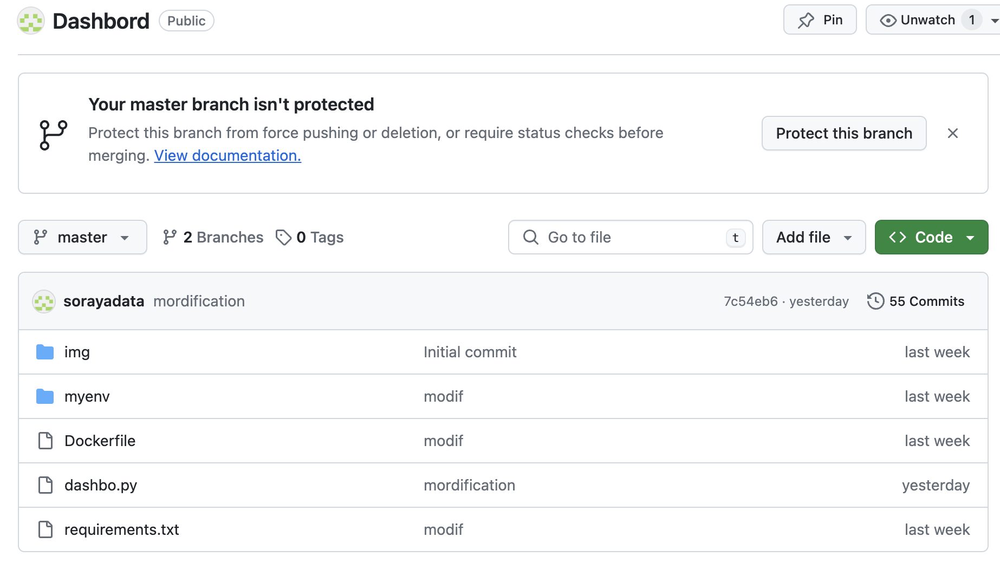 Dashbord Public Pin Unwatch 1
Your master branch isn't protected
Protect this branch from force pushing or deletion, or require status checks before
merging. View documentation.
Protect this branch
master 2 Branches 0 Tags Go to file t Add file Code
sorayadata mordification 7c54eb6 · yesterday 55 Commits
img Initial commit last week
myenv modif last week
Dockerfile modif last week
dashbo.py mordification yesterday
requirements.txt modif last week